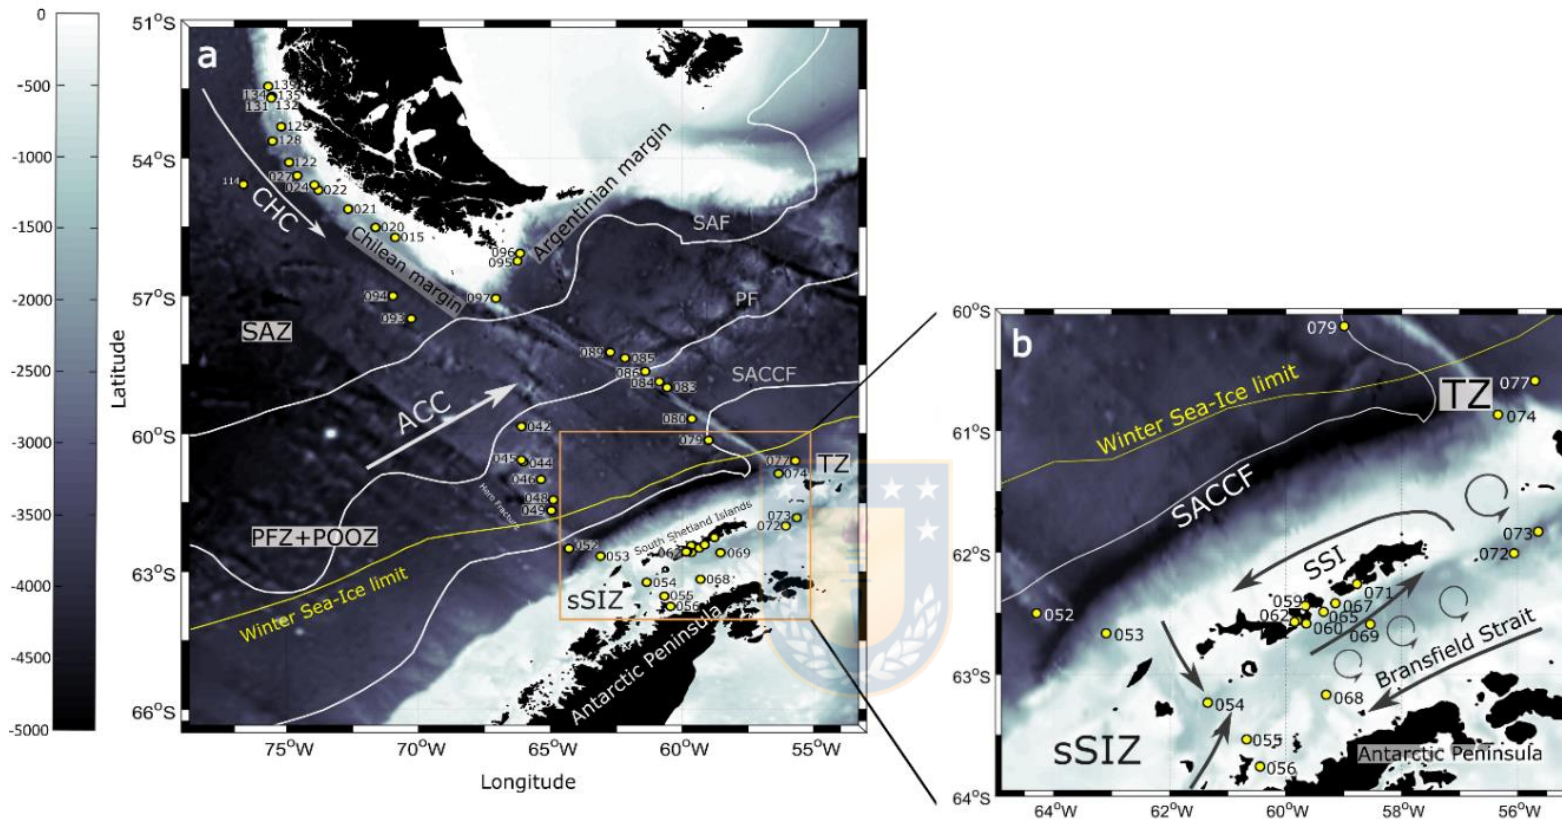 0
-500
-1000
-1500
-2000
-2500
-3000
-3500
-4000
-4500
-5000
51°S
54°S
57°S
60°S
63°S
66°S
Latitude
75°W
70°W
65°W
60°W
55°W
Longitude
a
139
134 135
131 132
129
128
122
027
024 022
114
CHC
021
020
015
Chilean margin
Argentinian margin
096
095
097
094
093
SAZ
SAF
PF
SACCF
089
085
086
084 083
080
079
ACC
042
045 044
046
048
049
Hero Fracture
PFZ+POOZ
Winter Sea-Ice limit
077
TZ
074
073
072
South Shetland Islands
052
053
062
069
054
068
055
056
sSIZ
Antarctic Peninsula
b
60°S
61°S
62°S
63°S
64°S
64°W
62°W
60°W
58°W
56°W
079
077
TZ
074
Winter Sea-Ice limit
SACCF
073
072
SSI
071
059
067
062
065
060
069
052
053
Bransfield Strait
068
054
055
056
sSIZ
Antarctic Peninsula